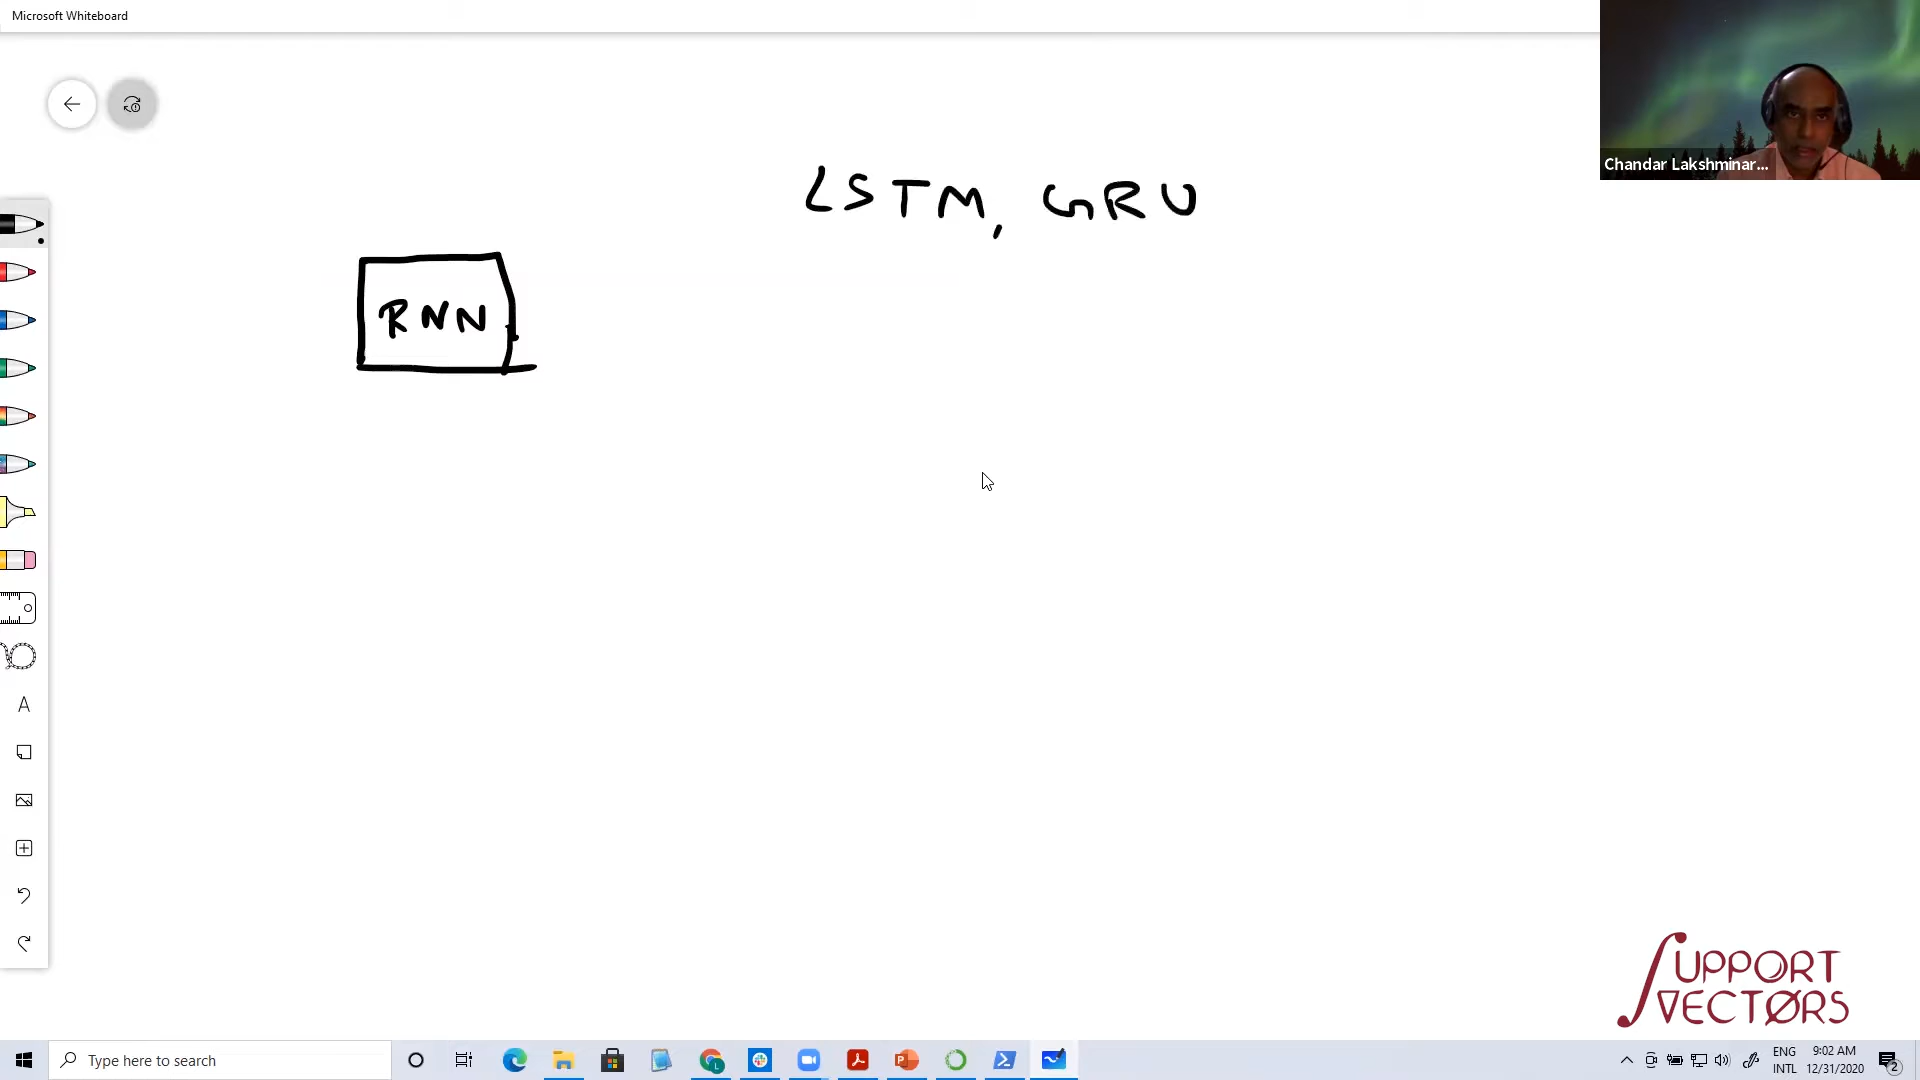 Microsoft Whiteboard
Chandar Lakshminar...
LSTM, GRU
RNN
A
SUPPORT
VECTORS
Type here to search
ENG
INTL
9:02 AM
12/31/2020
2